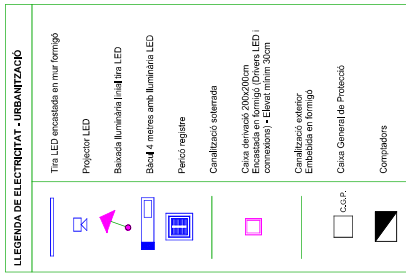 LLEGENDA DE ELECTRICITAT - URBANITZACIÓ
Tira LED encastada en mur formigó
Projector LED
Baixada lluminària linial tira LED
Bàcul 4 metres amb lluminària LED
Pericó registre
Canalització soterrada
Caixa derivació 200x200cm
Encastada en formigó (Drivers LED i
connexions) - Elevat mínim 30cm
Canalització exterior
Embebida en formigó
C.G.P.
Caixa General de Protecció
Comptadors